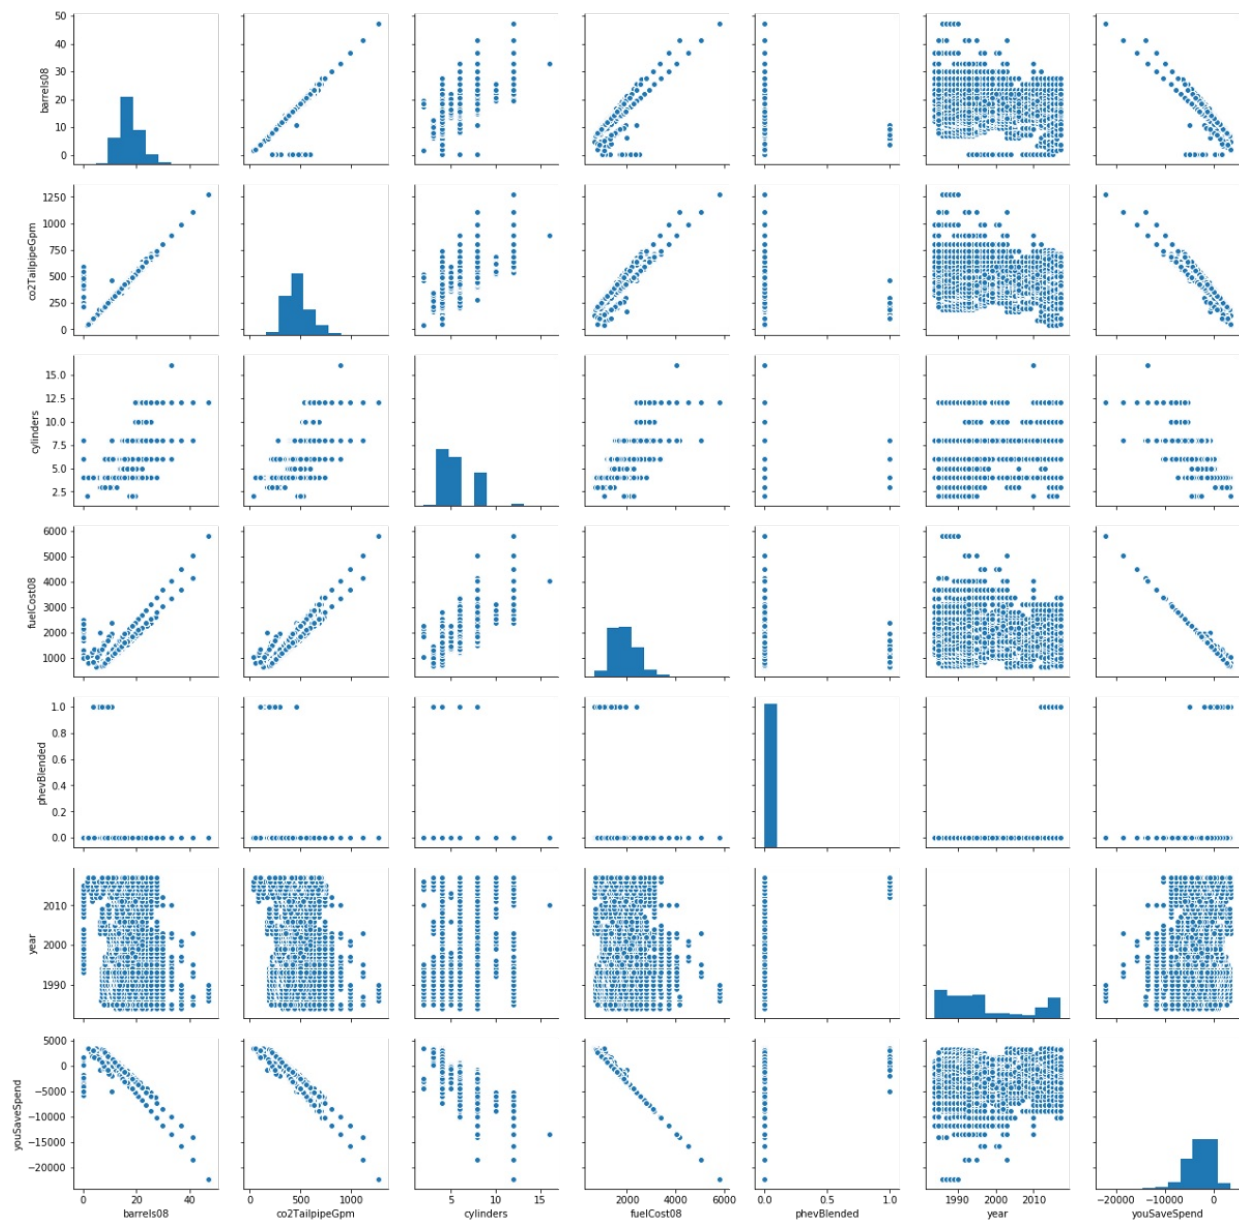 50
40
30
20
10
0
barrels08
1250
1000
750
500
250
0
co2TailpipeGpm
15.0
12.5
10.0
7.5
5.0
2.5
cylinders
6000
5000
4000
3000
2000
1000
fuelCost08
1.0
0.8
0.6
0.4
0.2
0.0
phevBlended
2010
2000
1990
year
5000
0
−5000
−10000
−15000
−20000
youSaveSpend
0 20 40
barrels08
0 500 1000
co2TailpipeGpm
5 10 15
cylinders
2000 4000 6000
fuelCost08
0.0 0.5 1.0
phevBlended
1990 2000 2010
year
−20000 −10000 0
youSaveSpend